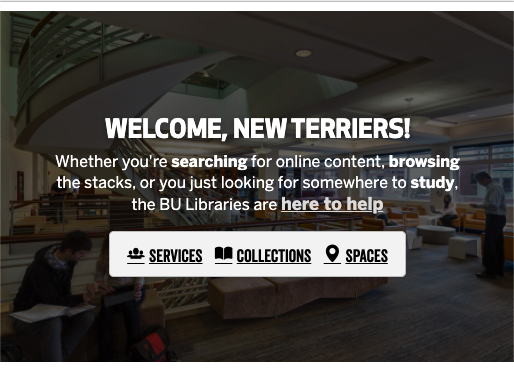 WELCOME, NEW TERRIERS!
Whether you're searching for online content, browsing
the stacks, or you just looking for somewhere to study,
the BU Libraries are here to help
SERVICES COLLECTIONS SPACES